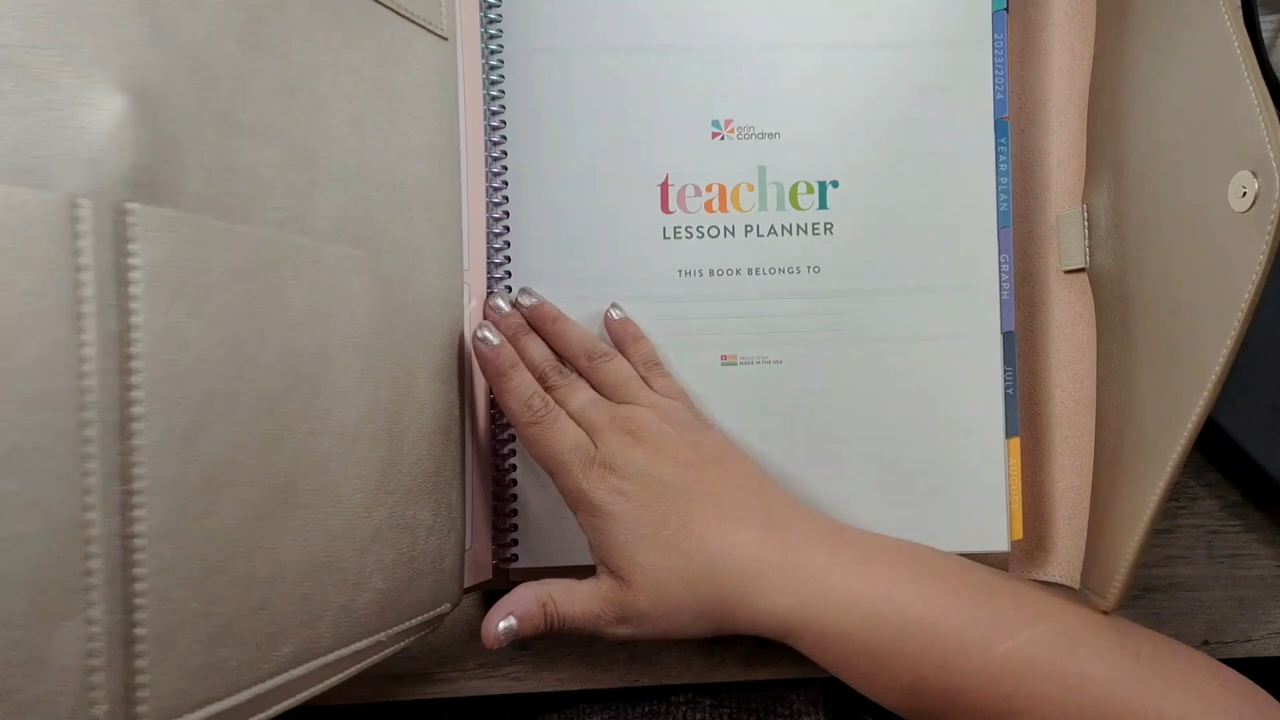 erin
condren
teacher
LESSON PLANNER
THIS BOOK BELONGS TO
MADE IN THE USA
2023/2024
YEAR PLAN
GRAPH
JULY
AUGUST